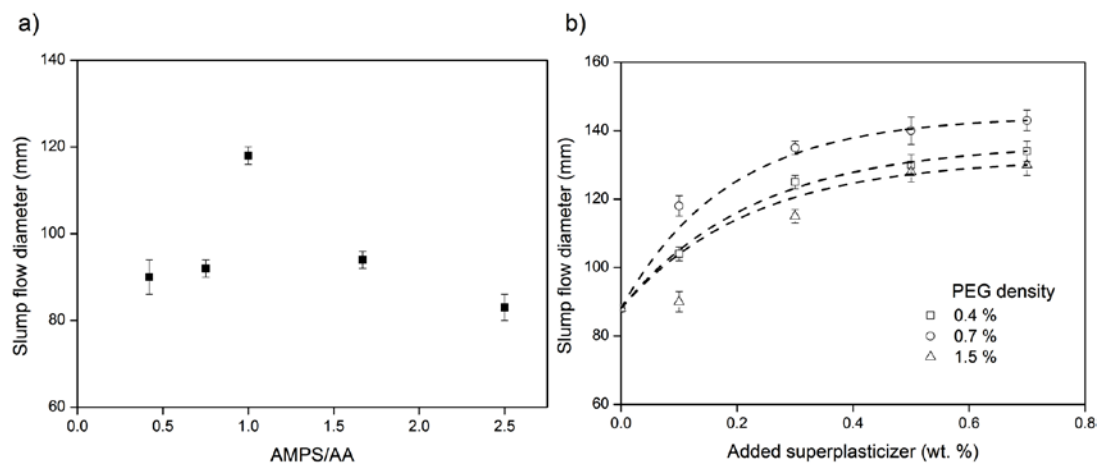 a)
140
120
100
80
60
Slump flow diameter (mm)
0.0 0.5 1.0 1.5 2.0 2.5
AMPS/AA
b)
160
140
120
100
80
60
Slump flow diameter (mm)
PEG density
0.4 %
0.7 %
1.5 %
0.0 0.2 0.4 0.6 0.8
Added superplasticizer (wt. %)